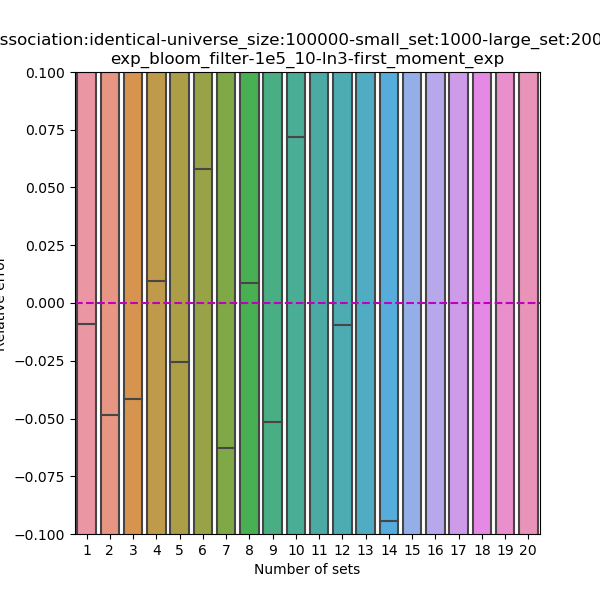 ssociation:identical-universe_size:100000-small_set:1000-large_set:200
exp_bloom_filter-1e5_10-ln3-first_moment_exp
0.100
0.075
0.050
0.025
0.000
−0.025
−0.050
−0.075
−0.100
Relative error
1 2 3 4 5 6 7 8 9 10 11 12 13 14 15 16 17 18 19 20
Number of sets